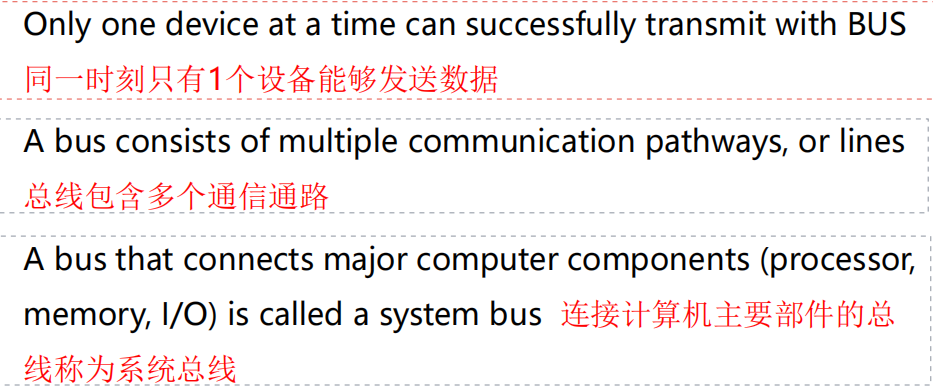 Only one device at a time can successfully transmit with BUS
同一时刻只有1个设备能够发送数据
A bus consists of multiple communication pathways, or lines
总线包含多个通信通路
A bus that connects major computer components (processor,
memory, I/O) is called a system bus 连接计算机主要部件的总
线称为系统总线